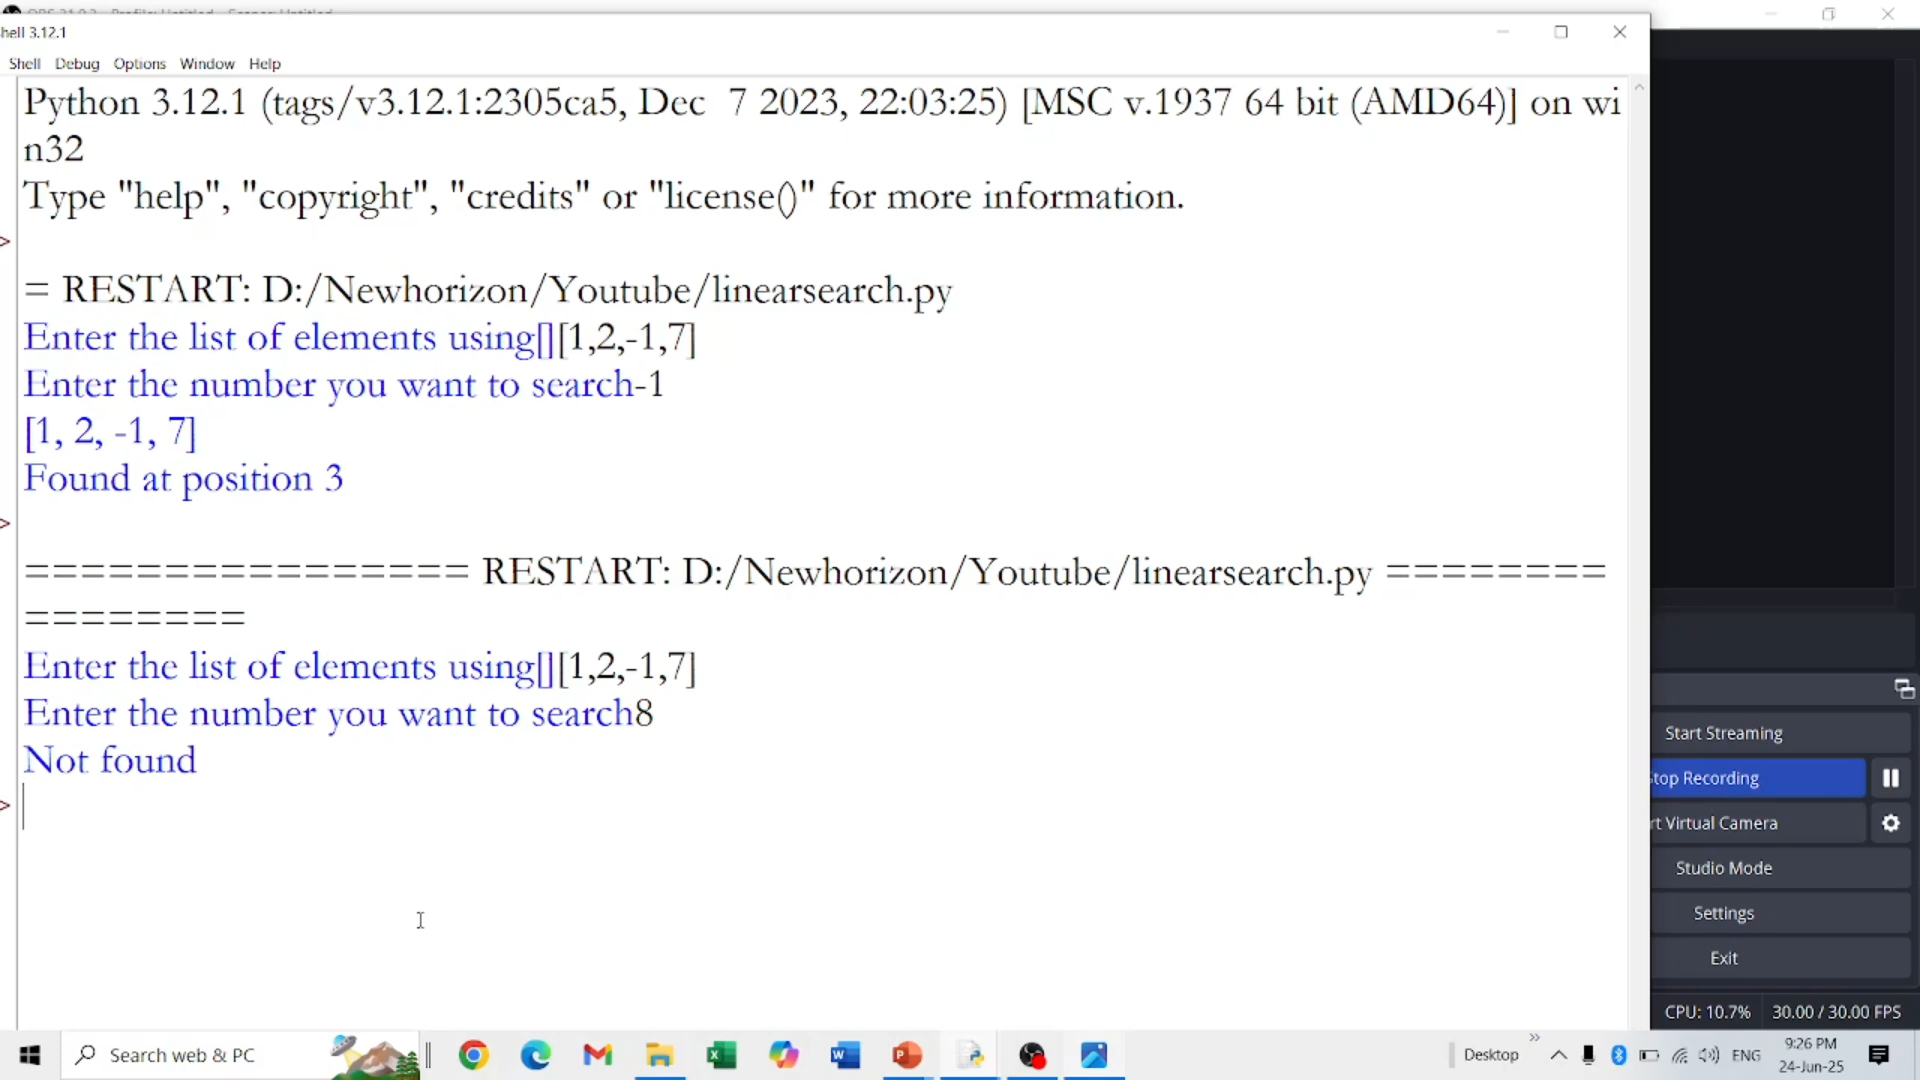 hell 3.12.1
Shell Debug Options Window Help
Python 3.12.1 (tags/v3.12.1:2305ca5, Dec  7 2023, 22:03:25) [MSC v.1937 64 bit (AMD64)] on wi
n32
Type "help", "copyright", "credits" or "license()" for more information.
>
= RESTART: D:/Newhorizon/Youtube/linearsearch.py
Enter the list of elements using[][1,2,-1,7]
Enter the number you want to search-1
[1, 2, -1, 7]
Found at position 3
>
================ RESTART: D:/Newhorizon/Youtube/linearsearch.py ========
========
Enter the list of elements using[][1,2,-1,7]
Enter the number you want to search8
Not found
>
Start Streaming
Stop Recording
rt Virtual Camera
Studio Mode
Settings
Exit
CPU: 10.7% 30.00 / 30.00 FPS
Search web & PC
Desktop
ENG
9:26 PM
24-Jun-25